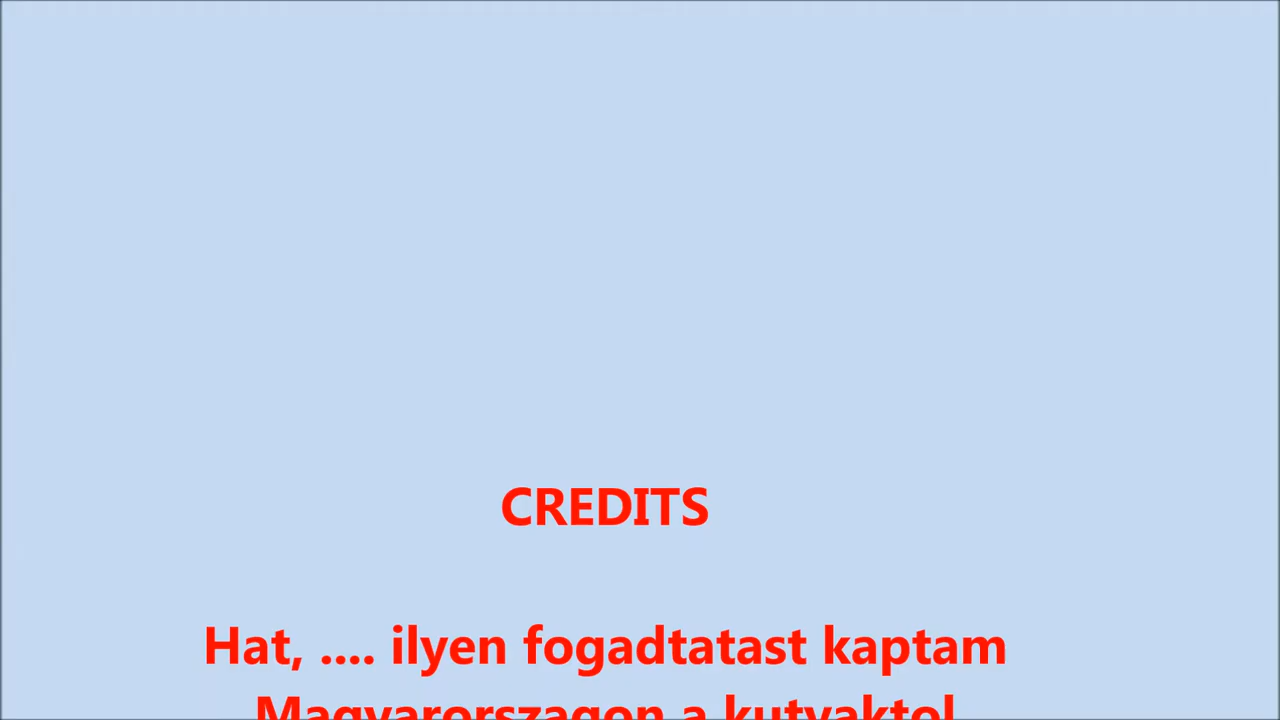 CREDITS
Hat, .... ilyen fogadtatast kaptam
Magyarorszagon a kutyaktol